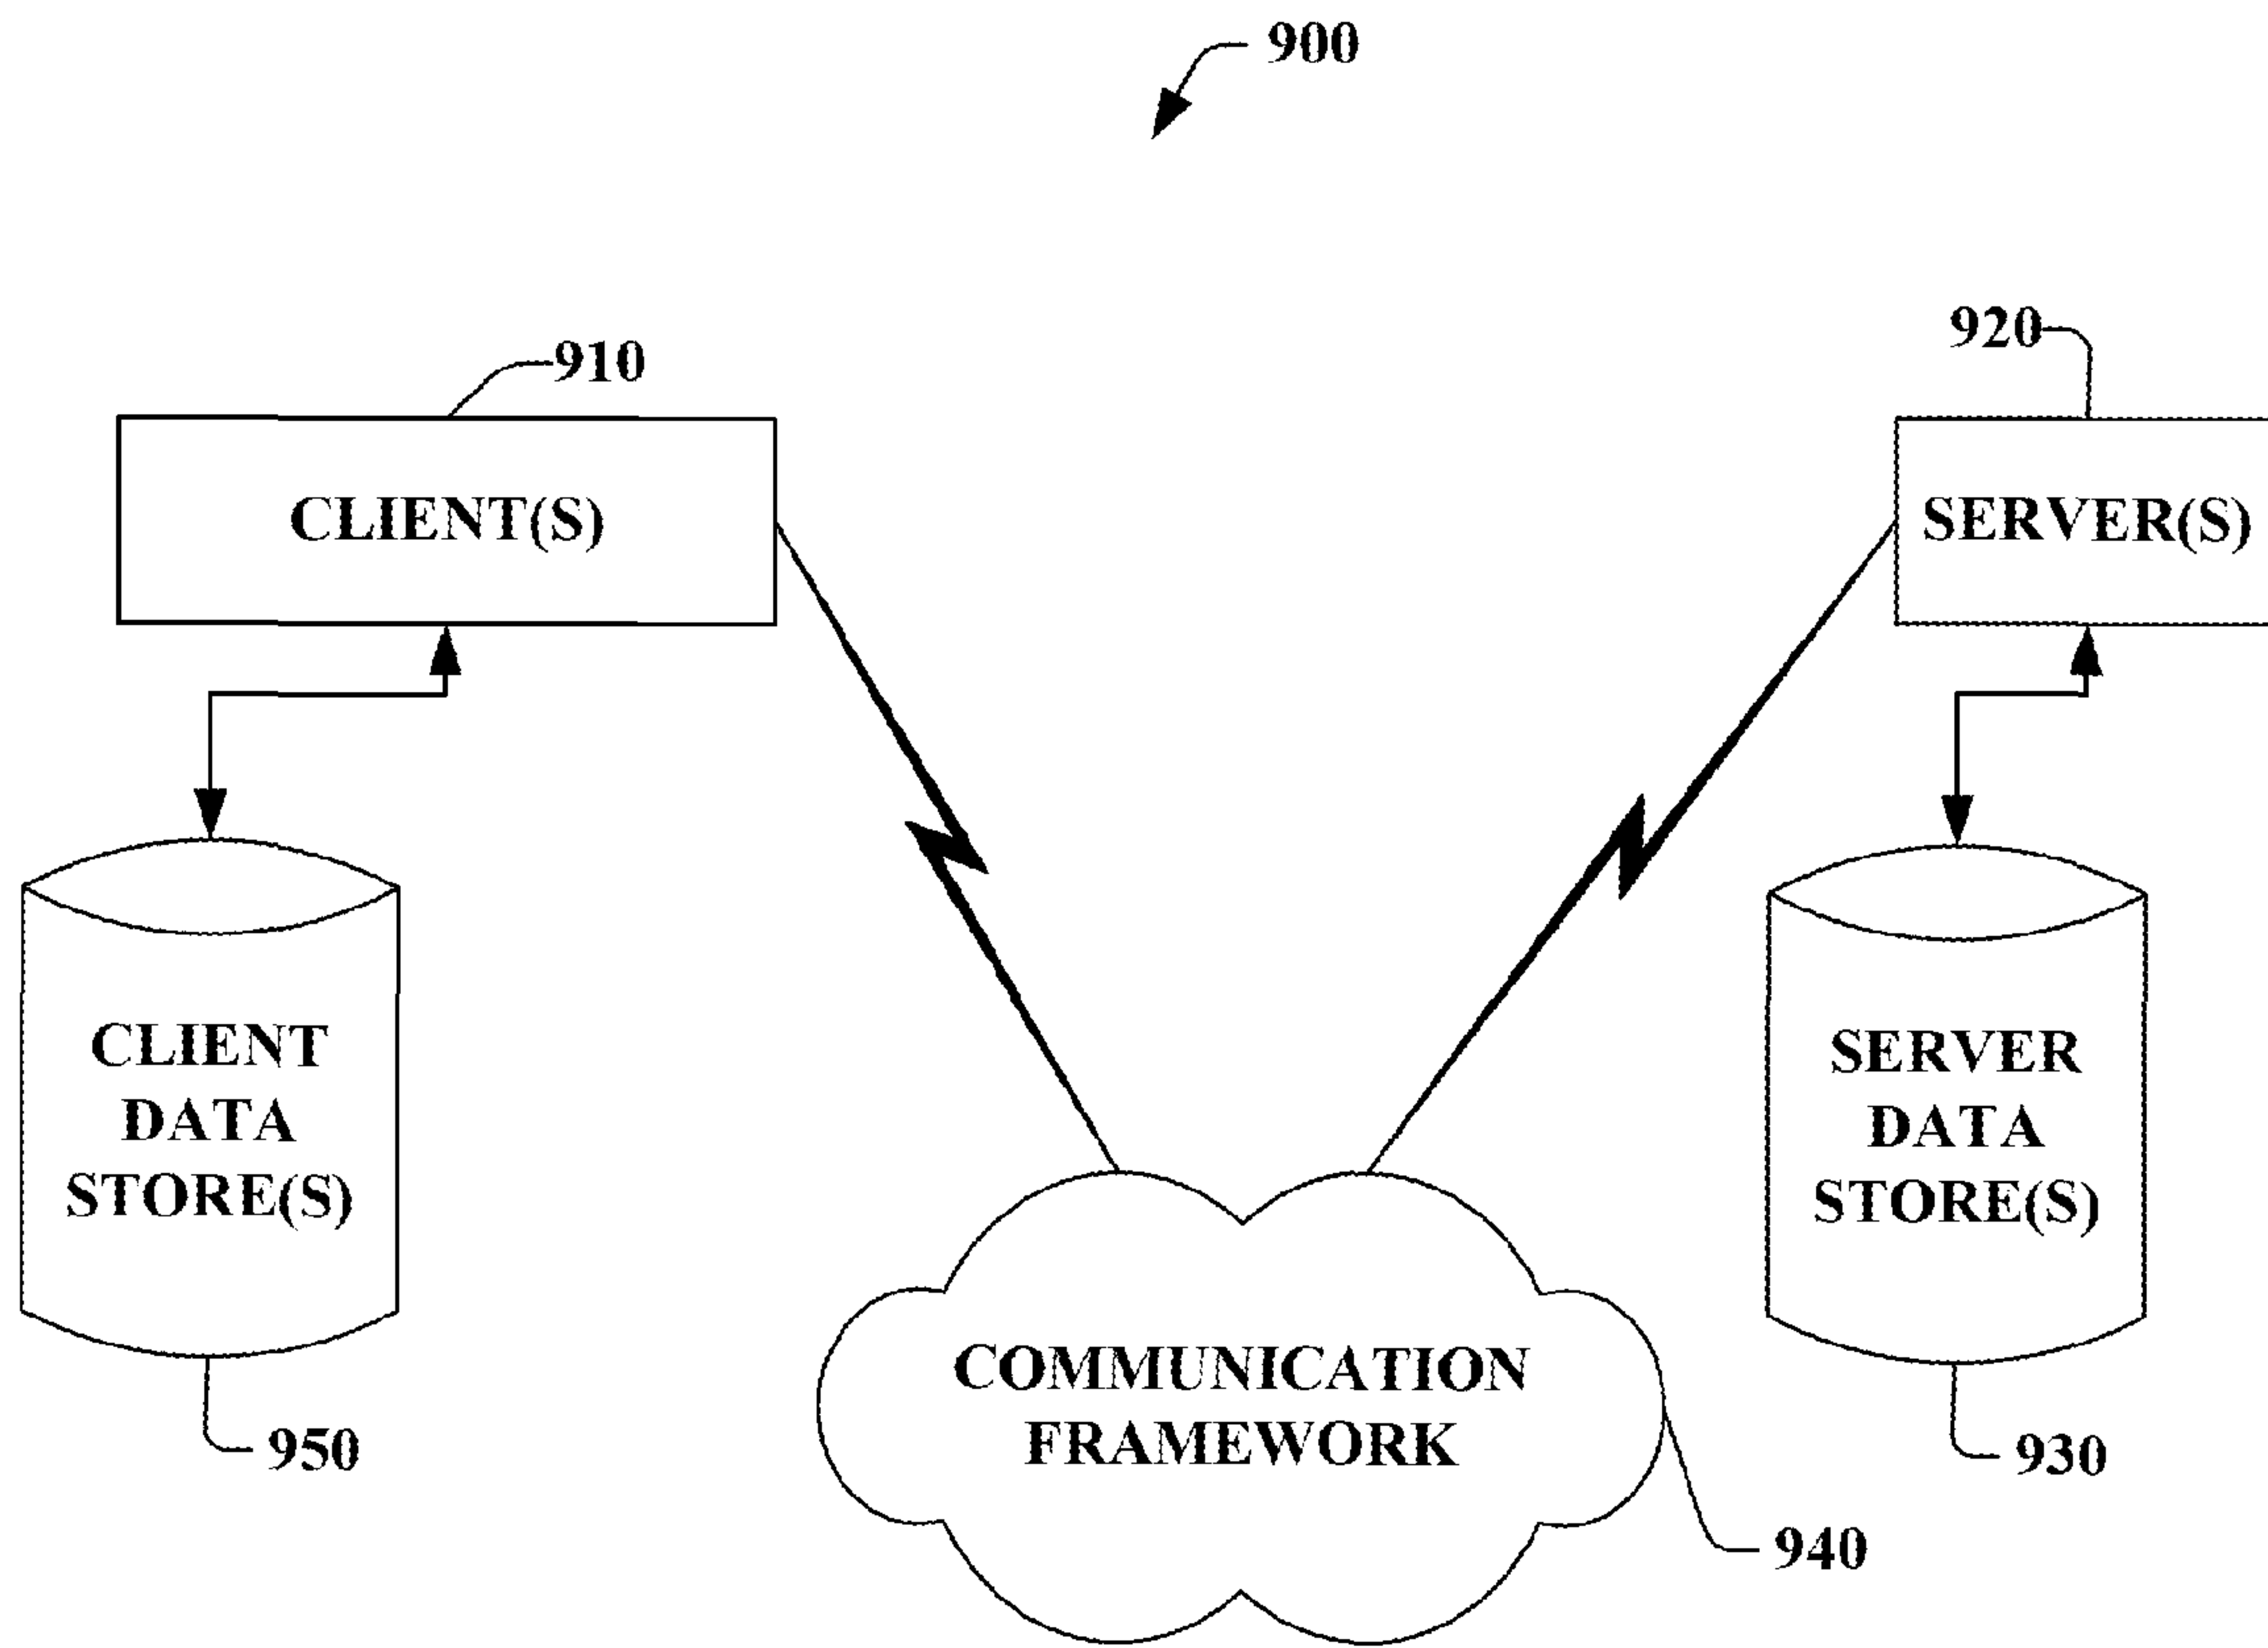 900
910
920
CLIENT(S)
SERVER(S)
CLIENT
DATA
STORE(S)
SERVER
DATA
STORE(S)
COMMUNICATION
FRAMEWORK
950
930
940